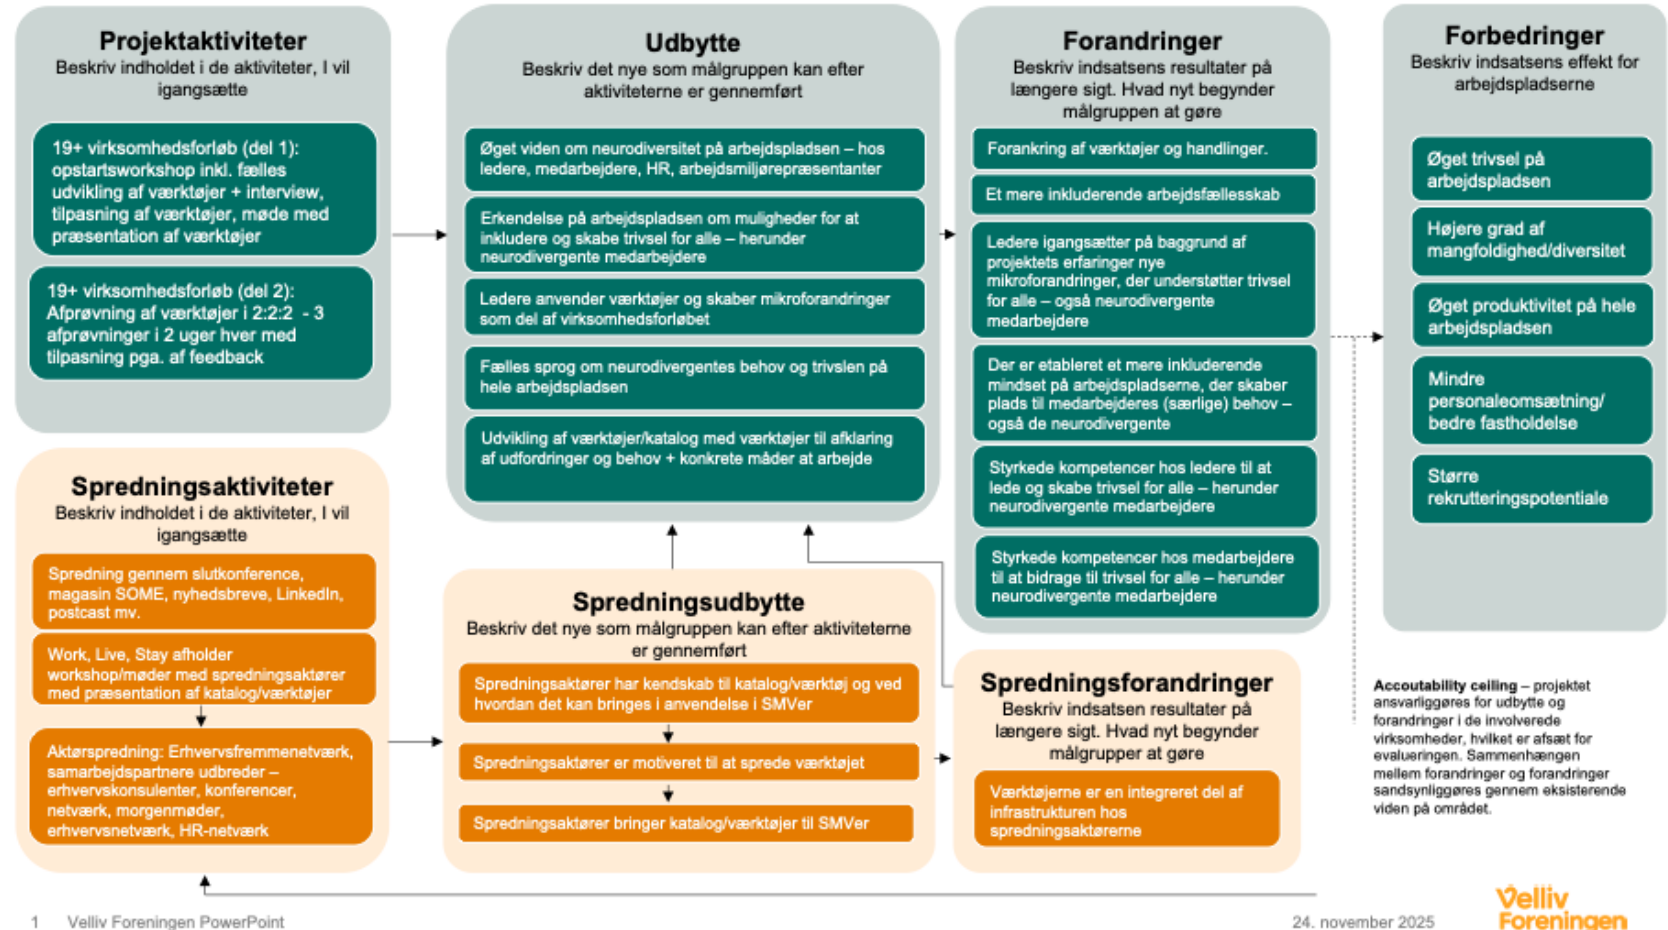 Projektaktiviteter
Beskriv indholdet i de aktiviteter, I vil
igangsætte
19+ virksomhedsforløb (del 1):
opstartsworkshop inkl. fælles
udvikling af værktøjer + interview,
tilpasning af værktøjer, møde med
præsentation af værktøjer
19+ virksomhedsforløb (del 2):
Afprøvning af værktøjer i 2:2:2 - 3
afprøvninger i 2 uger hver med
tilpasning pga. af feedback
Udbytte
Beskriv det nye som målgruppen kan efter
aktiviteterne er gennemført
Øget viden om neurodiversitet på arbejdspladsen – hos
ledere, medarbejdere, HR, arbejdsmiljørepræsentanter
Erkendelse på arbejdspladsen om muligheder for at
inkludere og skabe trivsel for alle – herunder
neurodivergente medarbejdere
Ledere anvender værktøjer og skaber mikroforandringer
som del af virksomhedsforløbet
Fælles sprog om neurodivergentes behov og trivslen på
hele arbejdspladsen
Udvikling af værktøjer/katalog med værktøjer til afklaring
af udfordringer og behov + konkrete måder at arbejde
Forandringer
Beskriv indsatsens resultater på
længere sigt. Hvad nyt begynder
målgruppen at gøre
Forankring af værktøjer og handlinger.
Et mere inkluderende arbejdsfællesskab
Ledere igangsætter på baggrund af
projektets erfaringer nye
mikroforandringer, der understøtter trivsel
for alle – også neurodivergente
medarbejdere
Der er etableret et mere inkluderende
mindset på arbejdspladserne, der skaber
plads til medarbejderes (særlige) behov –
også de neurodivergente
Styrkede kompetencer hos ledere til at
lede og skabe trivsel for alle – herunder
neurodivergente medarbejdere
Styrkede kompetencer hos medarbejdere
til at bidrage til trivsel for alle – herunder
neurodivergente medarbejdere
Forbedringer
Beskriv indsatsens effekt for
arbejdspladserne
Øget trivsel på
arbejdspladsen
Højere grad af
mangfoldighed/diversitet
Øget produktivitet på hele
arbejdspladsen
Mindre
personaleomsætning/
bedre fastholdelse
Større
rekrutteringspotentiale
Spredningsaktiviteter
Beskriv indholdet i de aktiviteter, I vil
igangsætte
Spredning gennem slutkonference,
magasin SOME, nyhedsbreve, LinkedIn,
postcast mv.
Work, Live, Stay afholder
workshop/møder med spredningsaktører
med præsentation af katalog/værktøjer
Aktørspredning: Erhvervsfremmenetværk,
samarbejdspartnere udbreder –
erhvervskonsulenter, konferencer,
netværk, morgenmøder,
erhvervsnetværk, HR-netværk
Spredningsudbytte
Beskriv det nye som målgruppen kan efter aktiviteterne
er gennemført
Spredningsaktører har kendskab til katalog/værktøj og ved
hvordan det kan bringes i anvendelse i SMVer
Spredningsaktører er motiveret til at sprede værktøjet
Spredningsaktører bringer katalog/værktøjer til SMVer
Spredningsforandringer
Beskriv indsatsen resultater på
længere sigt. Hvad nyt begynder
målgrupper at gøre
Værktøjerne er en integreret del af
infrastrukturen hos
spredningsaktørerne
Accoutability ceiling – projektet
ansvarliggøres for udbytte og
forandringer i de involverede
virksomheder, hvilket er afsæt for
evalueringen. Sammenhængen
mellem forandringer og forandringer
sandsynliggøres gennem eksisterende
viden på området.
1 Velliv Foreningen PowerPoint
24. november 2025
Velliv
Foreningen